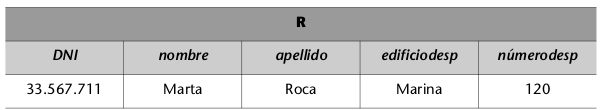 R
DNI nombre apellido edificiodesp númerodesp
33.567.711 Marta Roca Marina 120